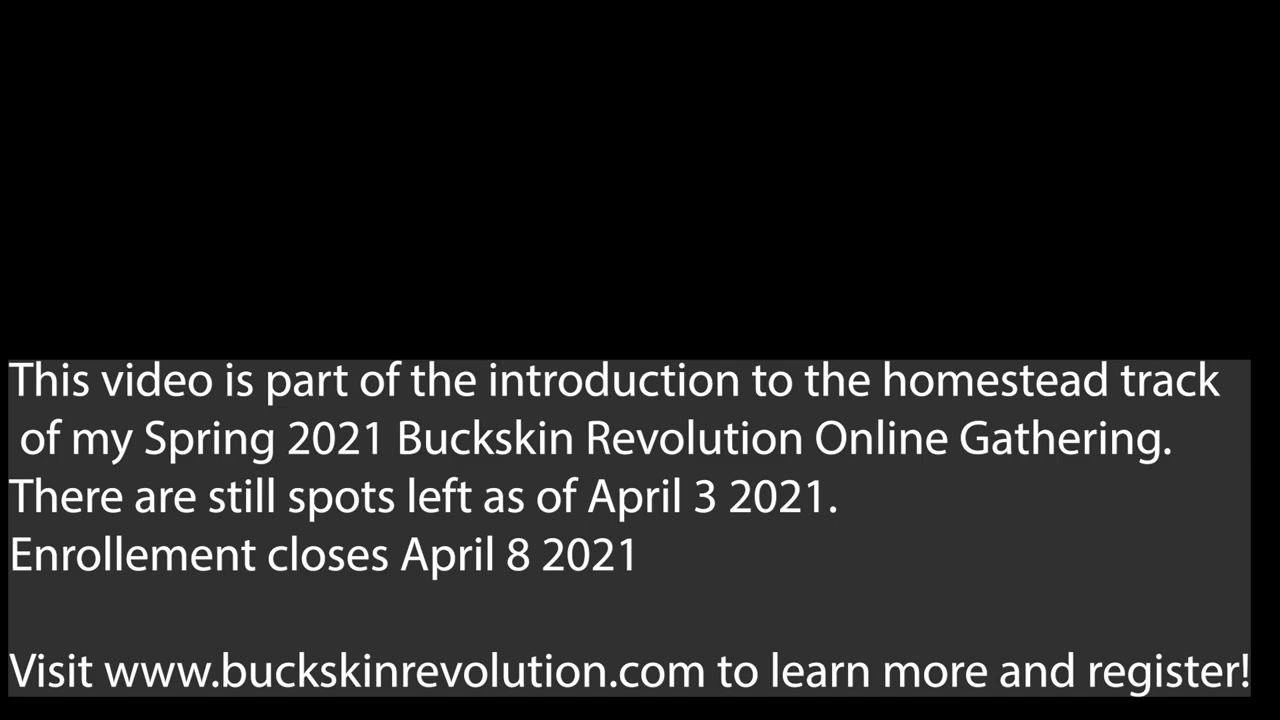 This video is part of the introduction to the homestead track
of my Spring 2021 Buckskin Revolution Online Gathering.
There are still spots left as of April 3 2021.
Enrollement closes April 8 2021
Visit www.buckskinrevolution.com to learn more and register!